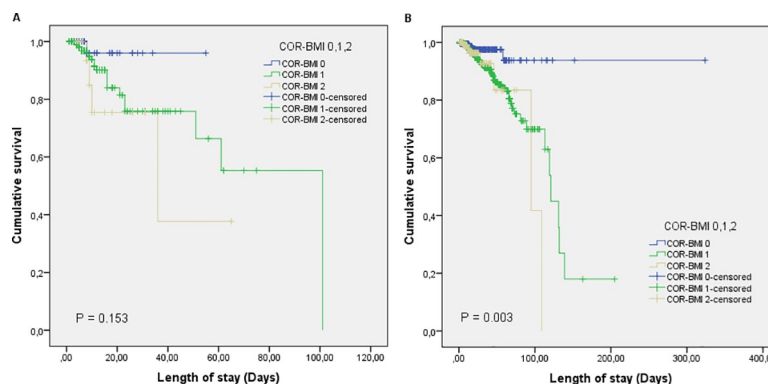 A
COR-BMI 0,1,2
COR-BMI 0
COR-BMI 1
COR-BMI 2
COR-BMI 0-censored
COR-BMI 1-censored
COR-BMI 2-censored
Cumulative survival
1,0
0,8
0,6
0,4
0,2
0,0
P = 0.153
,00 20,00 40,00 60,00 80,00 100,00 120,00
Length of stay (Days)
B
Cumulative survival
1,0
0,8
0,6
0,4
0,2
0,0
COR-BMI 0,1,2
COR-BMI 0
COR-BMI 1
COR-BMI 2
COR-BMI 0-censored
COR-BMI 1-censored
COR-BMI 2-censored
P = 0.003
,00 100,00 200,00 300,00
Length of stay (Days)